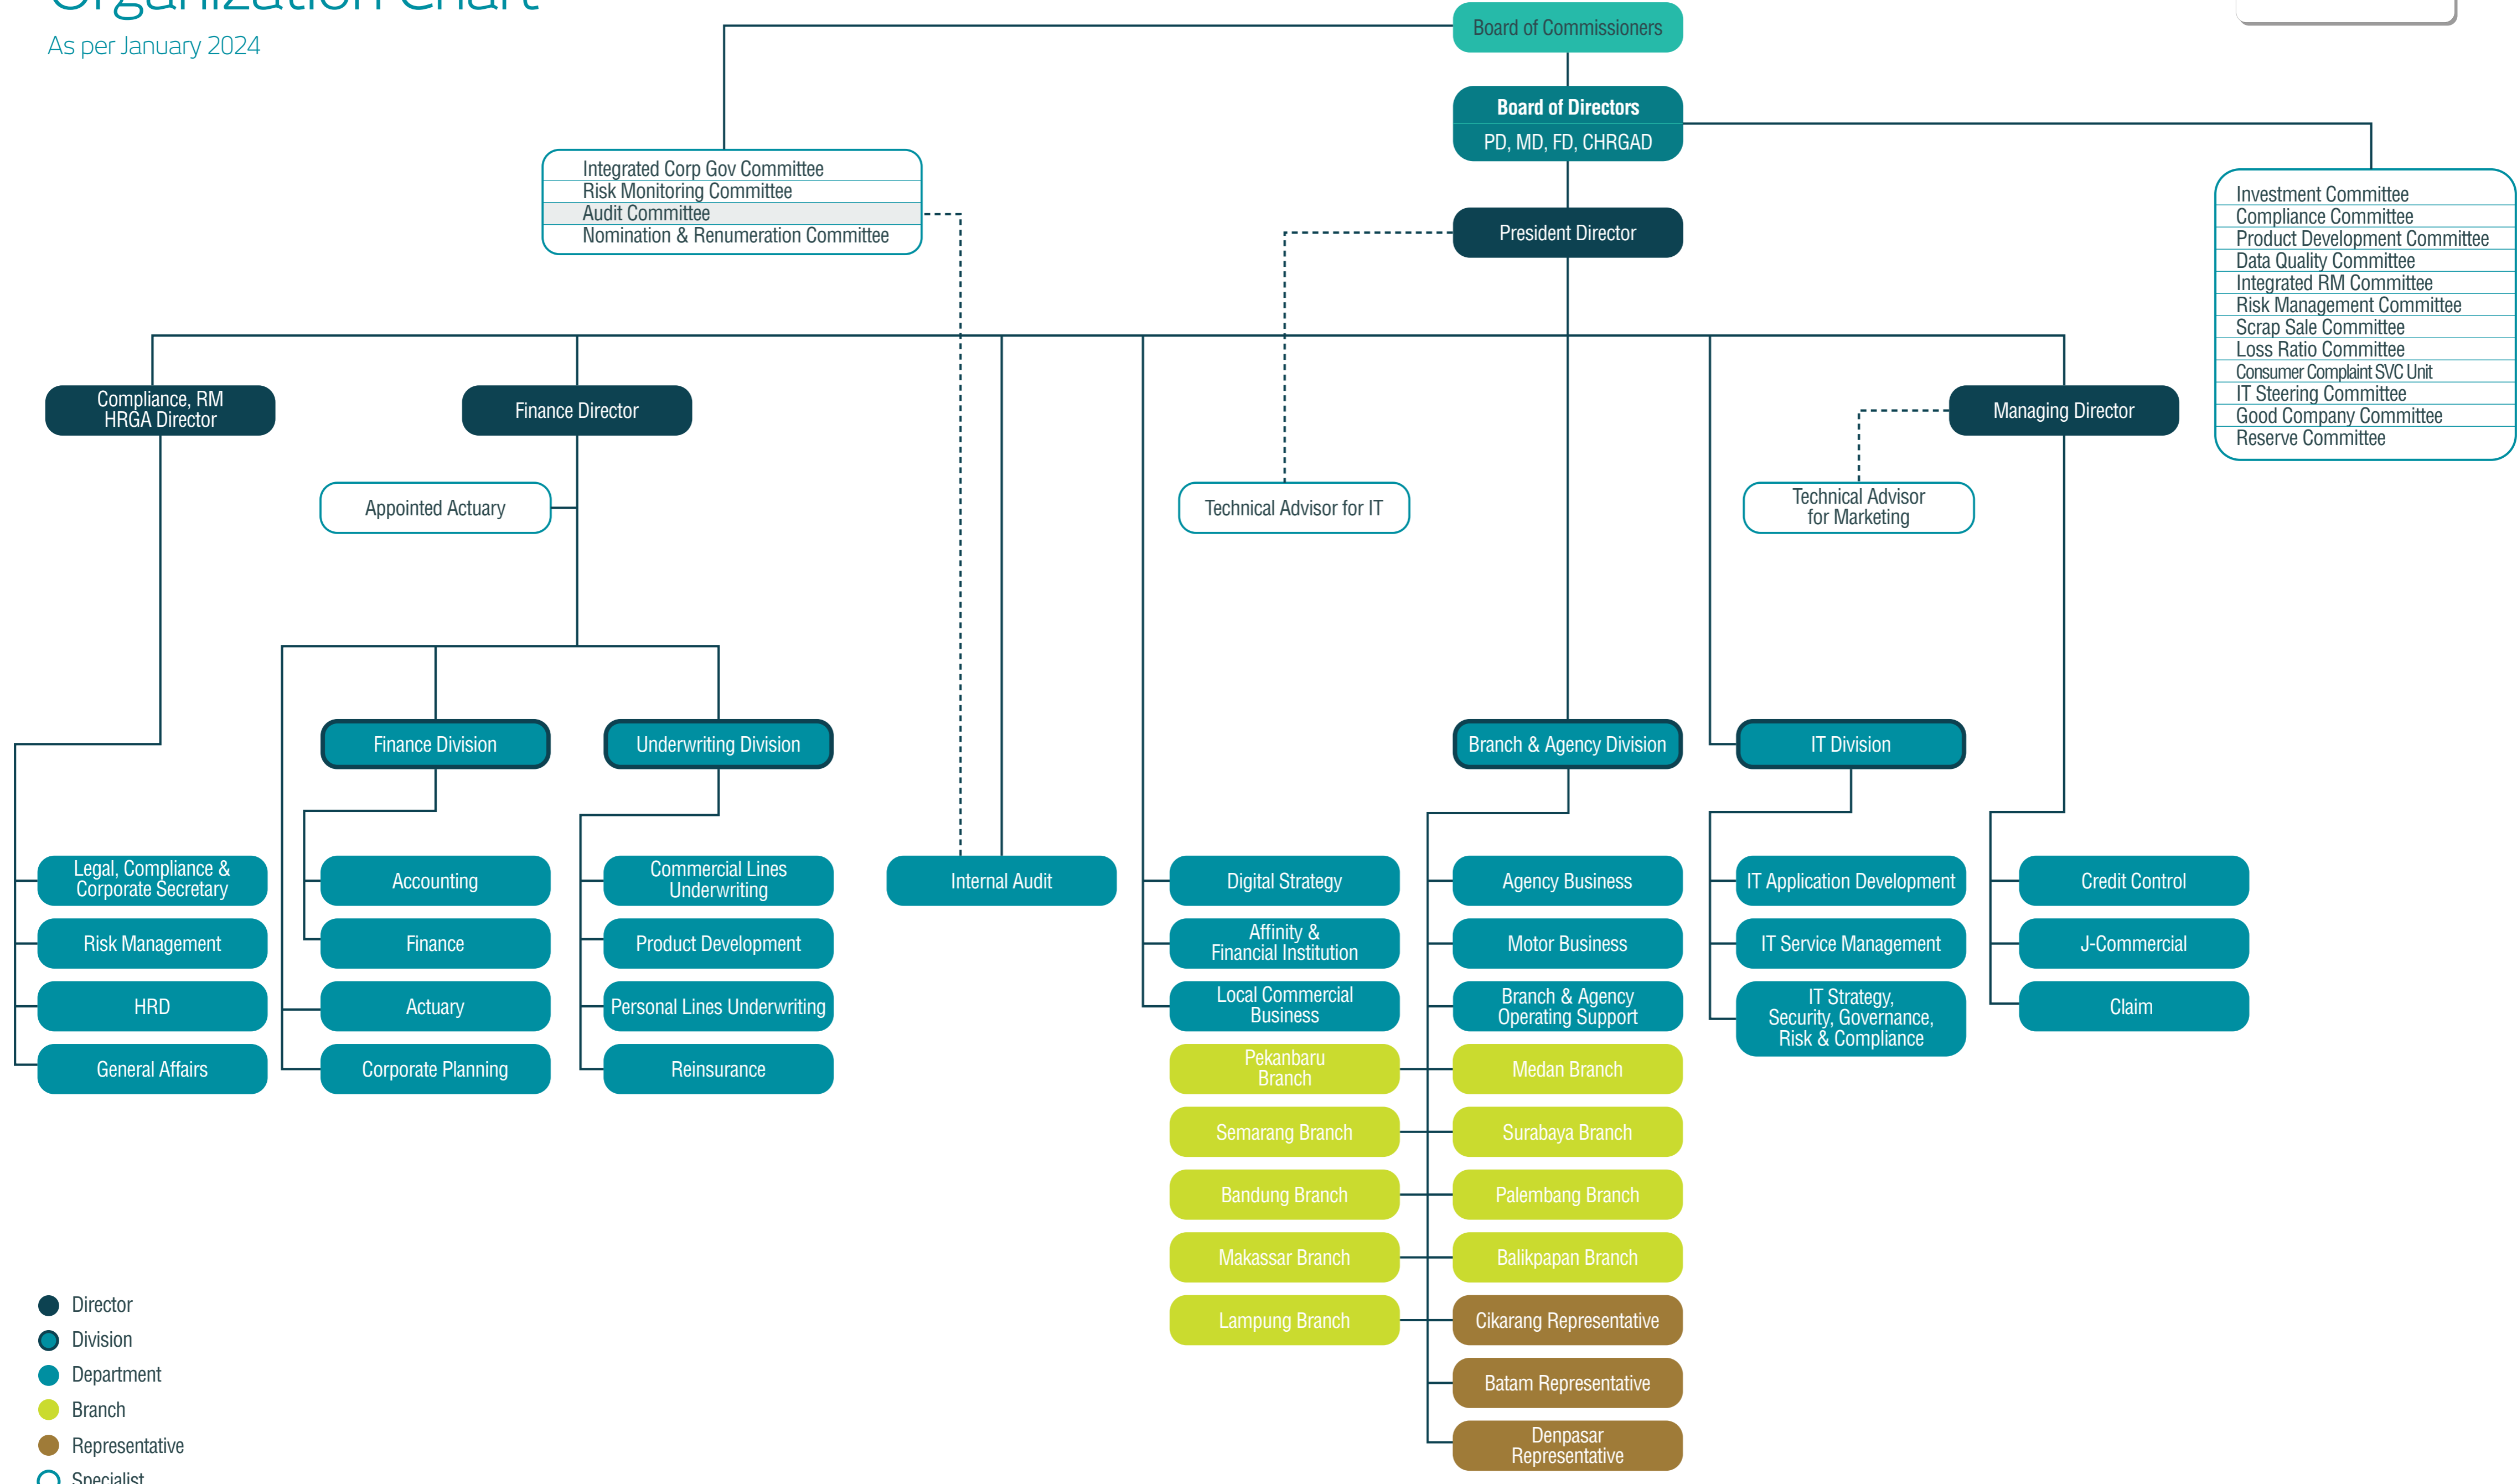 Organization Chart
As per January 2024
Board of Commissioners
Board of Directors
PD, MD, FD, CHRGAD
Integrated Corp Gov Committee
Risk Monitoring Committee
Audit Committee
Nomination & Renumeration Committee
President Director
Investment Committee
Compliance Committee
Product Development Committee
Data Quality Committee
Integrated RM Committee
Risk Management Committee
Scrap Sale Committee
Loss Ratio Committee
Consumer Complaint SVC Unit
IT Steering Committee
Good Company Committee
Reserve Committee
Compliance, RM
HRGA Director
Finance Director
Managing Director
Appointed Actuary
Technical Advisor for IT
Technical Advisor
for Marketing
Finance Division
Underwriting Division
Branch & Agency Division
IT Division
Legal, Compliance &
Corporate Secretary
Risk Management
HRD
General Affairs
Accounting
Finance
Actuary
Corporate Planning
Commercial Lines
Underwriting
Product Development
Personal Lines Underwriting
Reinsurance
Internal Audit
Digital Strategy
Affinity &
Financial Institution
Local Commercial
Business
Pekanbaru
Branch
Semarang Branch
Bandung Branch
Makassar Branch
Lampung Branch
Agency Business
Motor Business
Branch & Agency
Operating Support
Medan Branch
Surabaya Branch
Palembang Branch
Balikpapan Branch
Cikarang Representative
Batam Representative
Denpasar
Representative
IT Application Development
IT Service Management
IT Strategy,
Security, Governance,
Risk & Compliance
Credit Control
J-Commercial
Claim
Director
Division
Department
Branch
Representative
Specialist